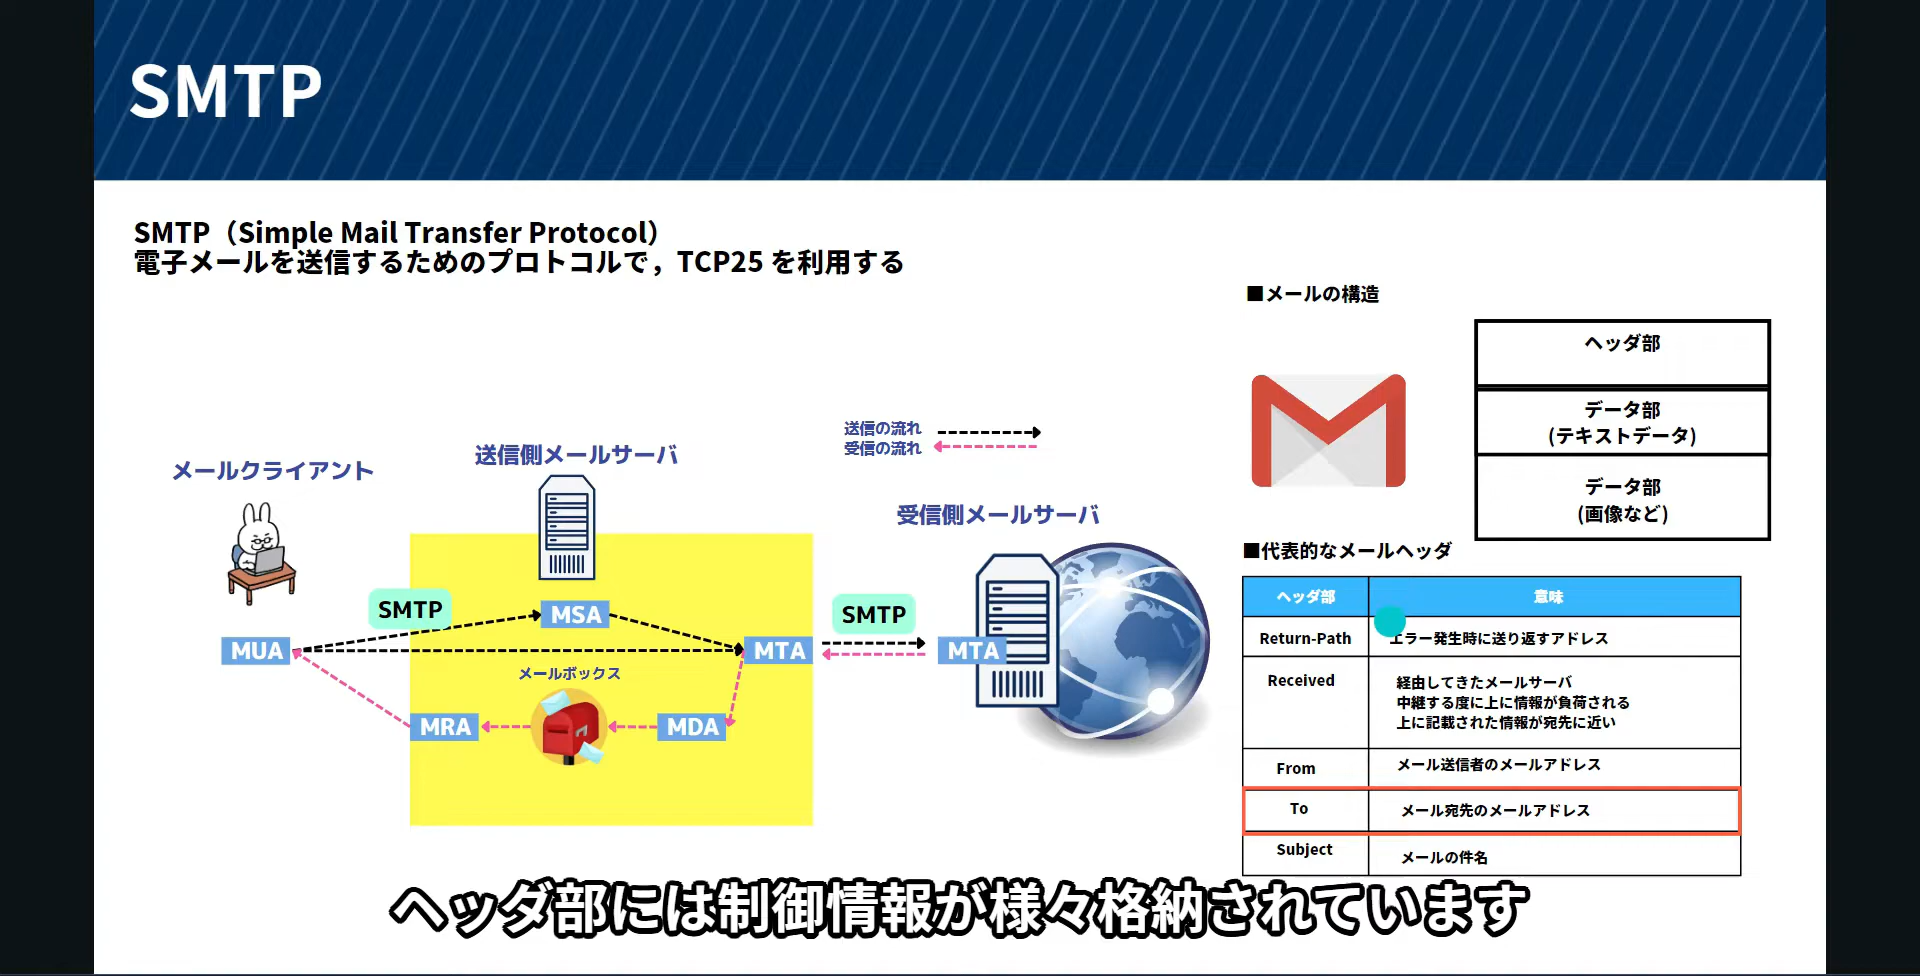 SMTP
SMTP（Simple Mail Transfer Protocol）
電子メールを送信するためのプロトコルで，TCP25 を利用する
■メールの構造
ヘッダ部
データ部
(テキストデータ)
データ部
(画像など)
送信の流れ
受信の流れ
メールクライアント
送信側メールサーバ
受信側メールサーバ
SMTP
MSA
SMTP
MUA
MTA
MTA
メールボックス
MRA
MDA
■代表的なメールヘッダ
ヘッダ部 意味
Return-Path エラー発生時に送り返すアドレス
Received 経由してきたメールサーバ
中継する度に上に情報が負荷される
上に記載された情報が宛先に近い
From メール送信者のメールアドレス
To メール宛先のメールアドレス
Subject メールの件名
ヘッダ部には制御情報が様々格納されています